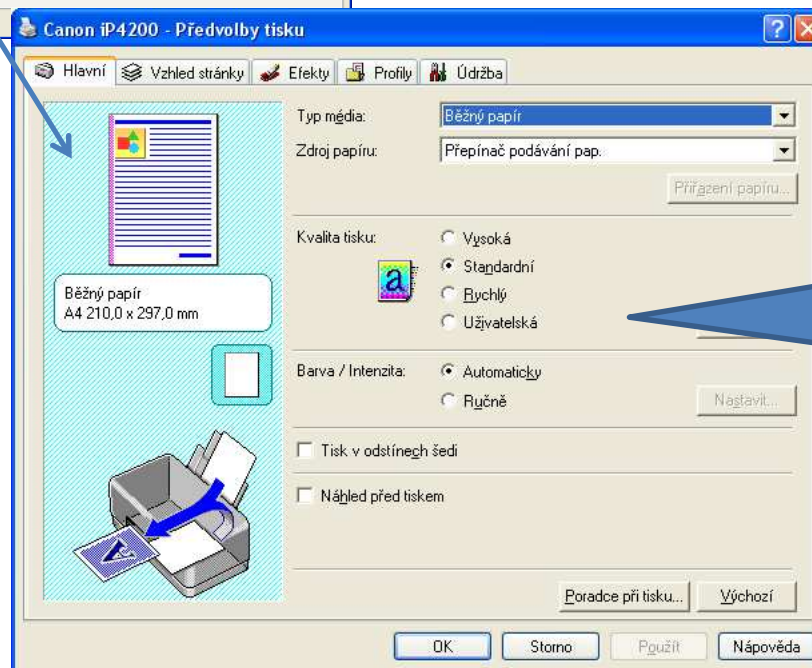 Canon iP4200 - Předvolby tisku
Hlavní Vzhled stránky Efekty Profily Údržba
Typ média: Běžný papír
Zdroj papíru: Přepínač podávání pap.
Přiřazení papíru...
Kvalita tisku: Vysoká
Standardní
Rychlý
Uživatelská
Běžný papír
A4 210,0 x 297,0 mm
Barva / Intenzita: Automaticky
Ručně Nastavit...
Tisk v odstínech šedi
Náhled před tiskem
Poradce při tisku... Výchozí
OK Storno Použít Nápověda